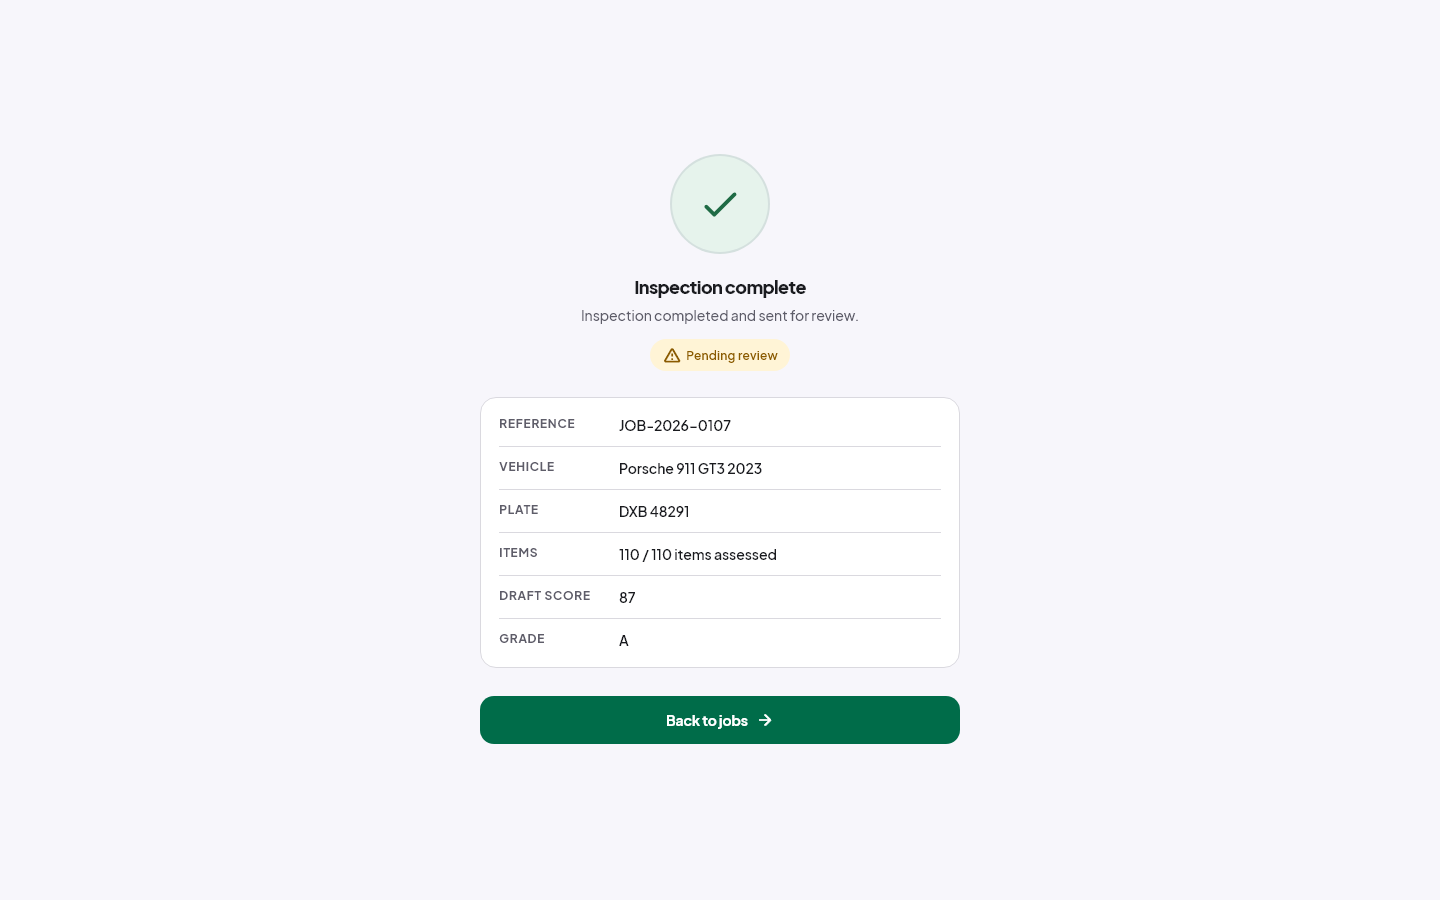 Inspection complete
Inspection completed and sent for review.
Pending review
REFERENCE JOB-2026-0107
VEHICLE Porsche 911 GT3 2023
PLATE DXB 48291
ITEMS 110 / 110 items assessed
DRAFT SCORE 87
GRADE A
Back to jobs